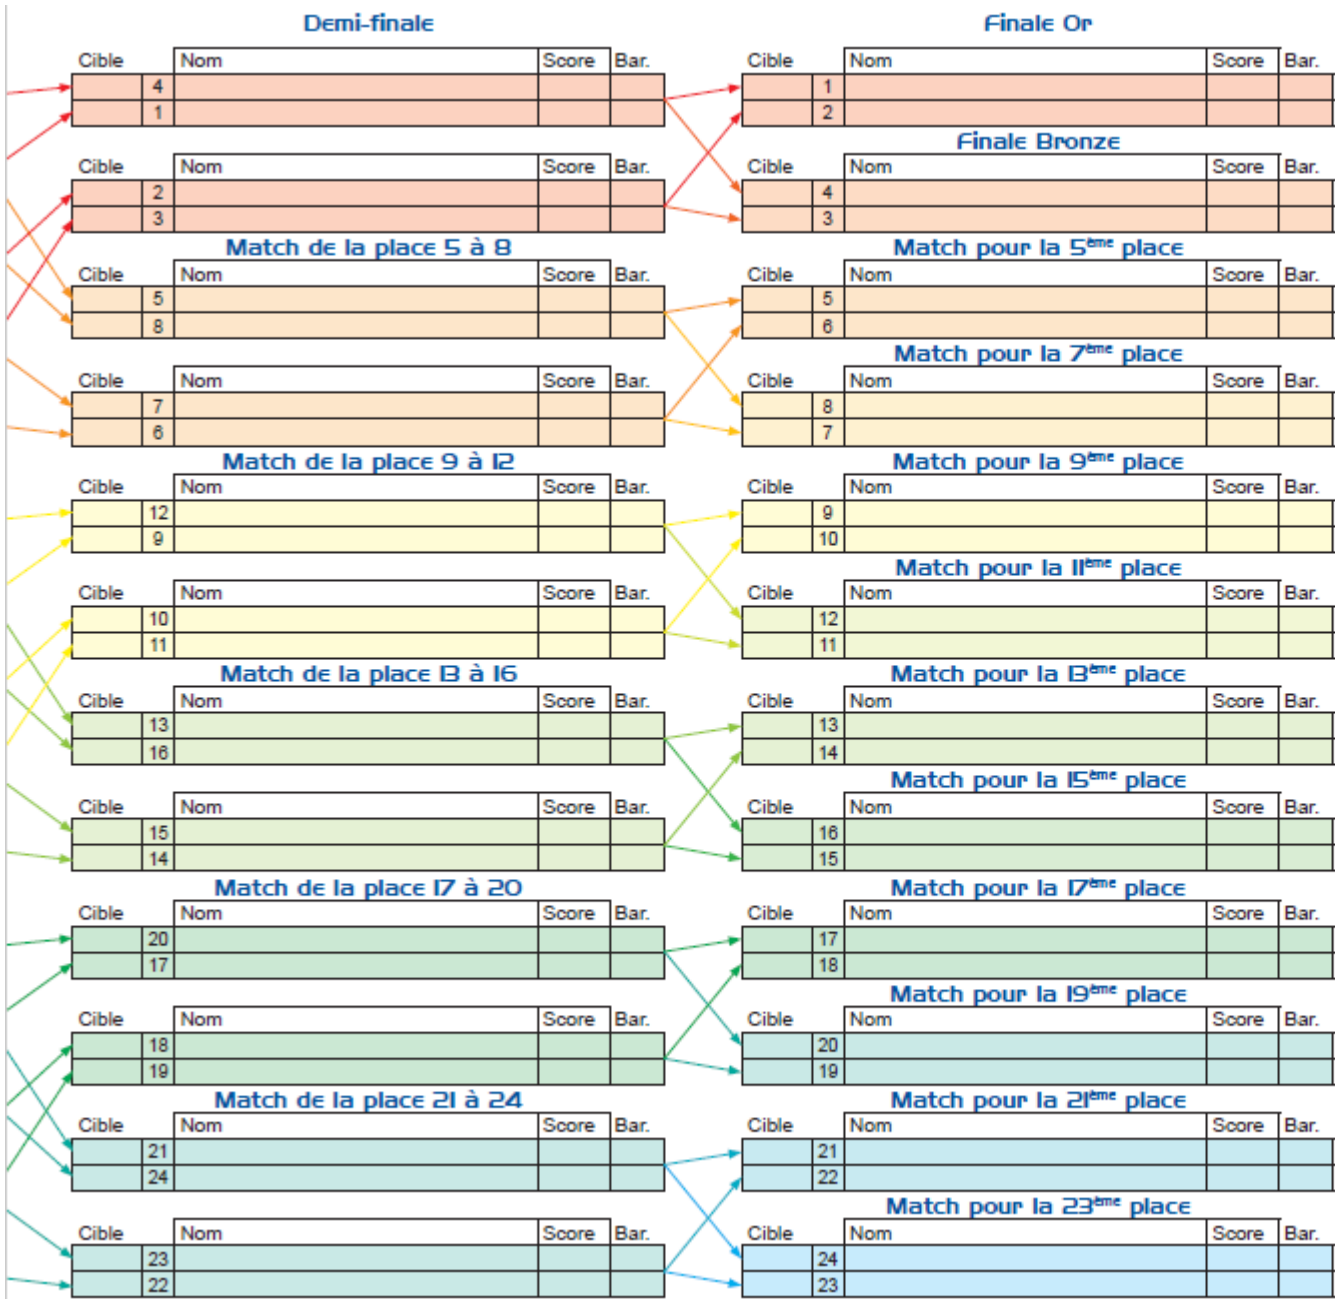 Demi-finale
Cible Nom Score Bar.
4
1
Cible Nom Score Bar.
2
3
Match de la place 5 à 8
Cible Nom Score Bar.
5
8
Cible Nom Score Bar.
7
6
Match de la place 9 à 12
Cible Nom Score Bar.
12
9
Cible Nom Score Bar.
10
11
Match de la place 13 à 16
Cible Nom Score Bar.
13
16
Cible Nom Score Bar.
15
14
Match de la place 17 à 20
Cible Nom Score Bar.
20
17
Cible Nom Score Bar.
18
19
Match de la place 21 à 24
Cible Nom Score Bar.
21
24
Cible Nom Score Bar.
23
22
Finale Or
Cible Nom Score Bar.
1
2
Finale Bronze
Cible Nom Score Bar.
4
3
Match pour la 5ème place
Cible Nom Score Bar.
5
6
Match pour la 7ème place
Cible Nom Score Bar.
8
7
Match pour la 9ème place
Cible Nom Score Bar.
9
10
Match pour la 11ème place
Cible Nom Score Bar.
12
11
Match pour la 13ème place
Cible Nom Score Bar.
13
14
Match pour la 15ème place
Cible Nom Score Bar.
16
15
Match pour la 17ème place
Cible Nom Score Bar.
17
18
Match pour la 19ème place
Cible Nom Score Bar.
20
19
Match pour la 21ème place
Cible Nom Score Bar.
21
22
Match pour la 23ème place
Cible Nom Score Bar.
24
23